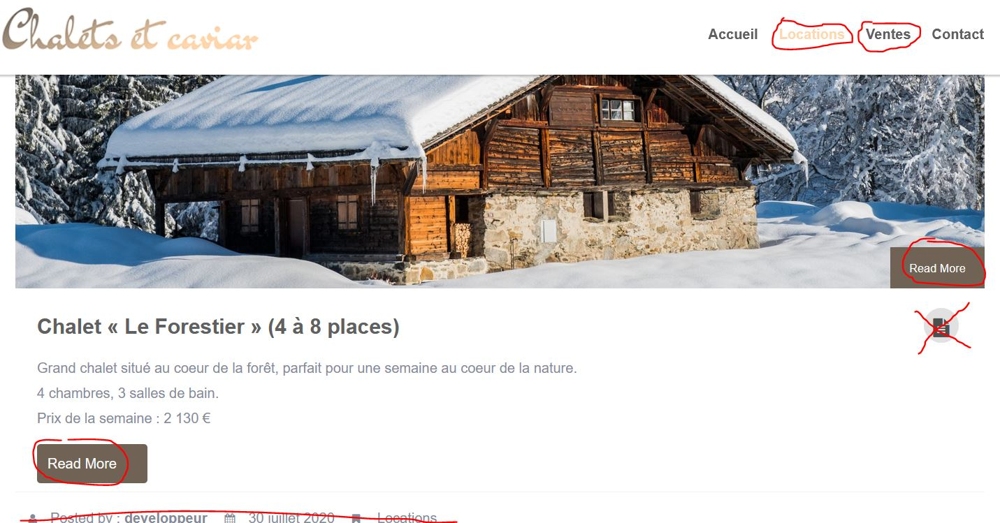 Chalets et caviar
Accueil Locations Ventes Contact
Read More
Chalet « Le Forestier » (4 à 8 places)
Grand chalet situé au coeur de la forêt, parfait pour une semaine au coeur de la nature.
4 chambres, 3 salles de bain.
Prix de la semaine : 2 130 €
Read More
Posted by : developpeur 30 juillet 2020 Locations